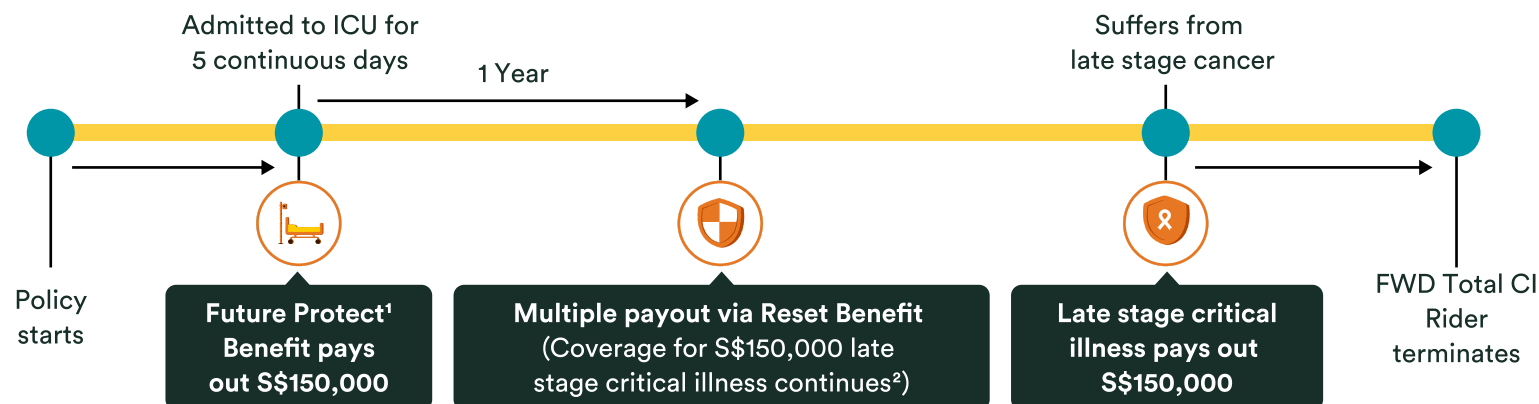 Admitted to ICU for
5 continuous days
1 Year
Suffers from
late stage cancer
Policy
starts
Future Protect¹
Benefit pays
out S$150,000
Multiple payout via Reset Benefit
(Coverage for S$150,000 late
stage critical illness continues²)
Late stage critical
illness pays out
S$150,000
FWD Total CI
Rider
terminates